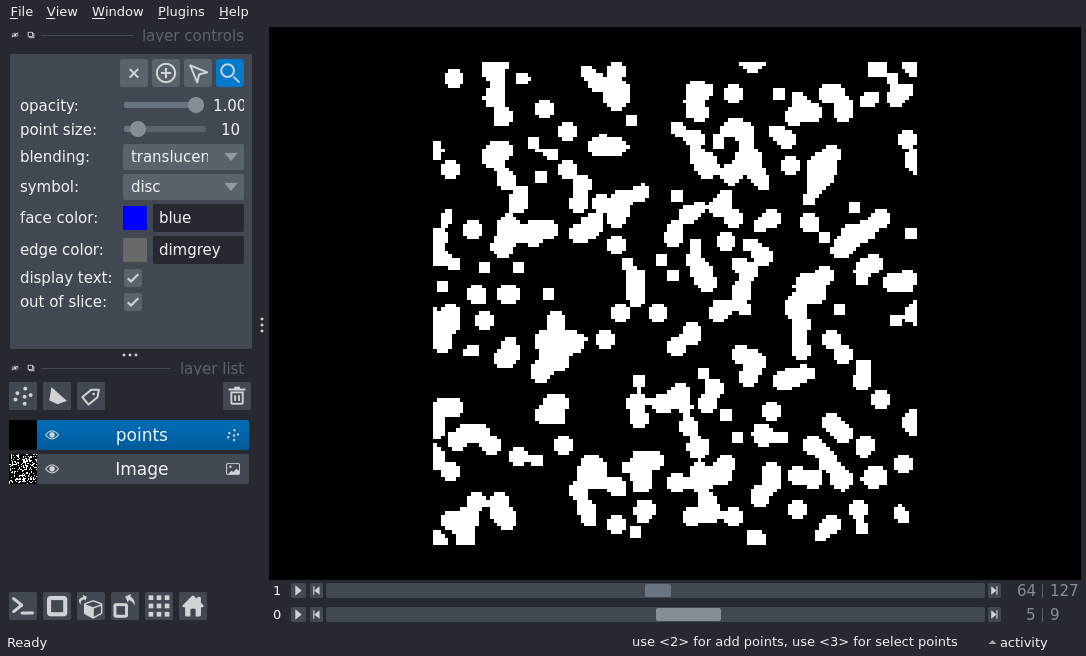 File View Window Plugins Help
layer controls
opacity: 1.00
point size: 10
blending: translucen
symbol: disc
face color: blue
edge color: dimgrey
display text:
out of slice:
layer list
points
Image
1 64 | 127
0 5 | 9
Ready use <2> for add points, use <3> for select points activity